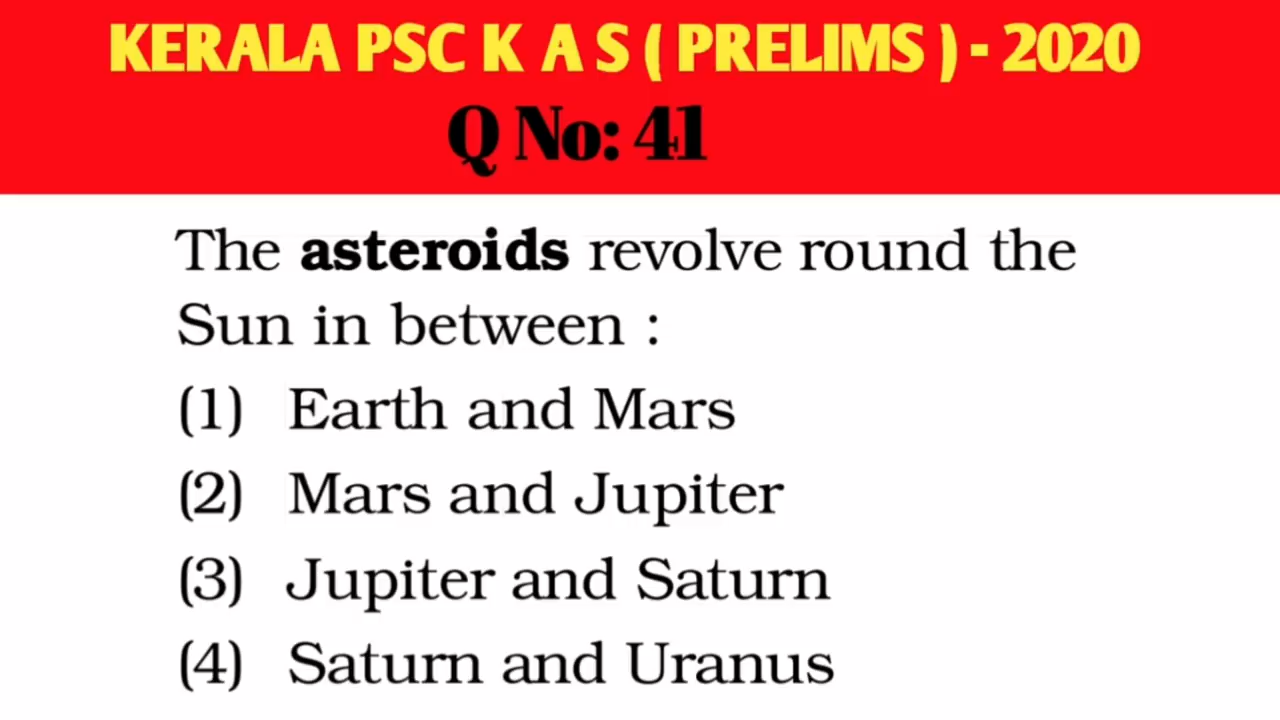 KERALA PSC K A S ( PRELIMS ) - 2020
Q No: 41
The asteroids revolve round the
Sun in between :
(1) Earth and Mars
(2) Mars and Jupiter
(3) Jupiter and Saturn
(4) Saturn and Uranus